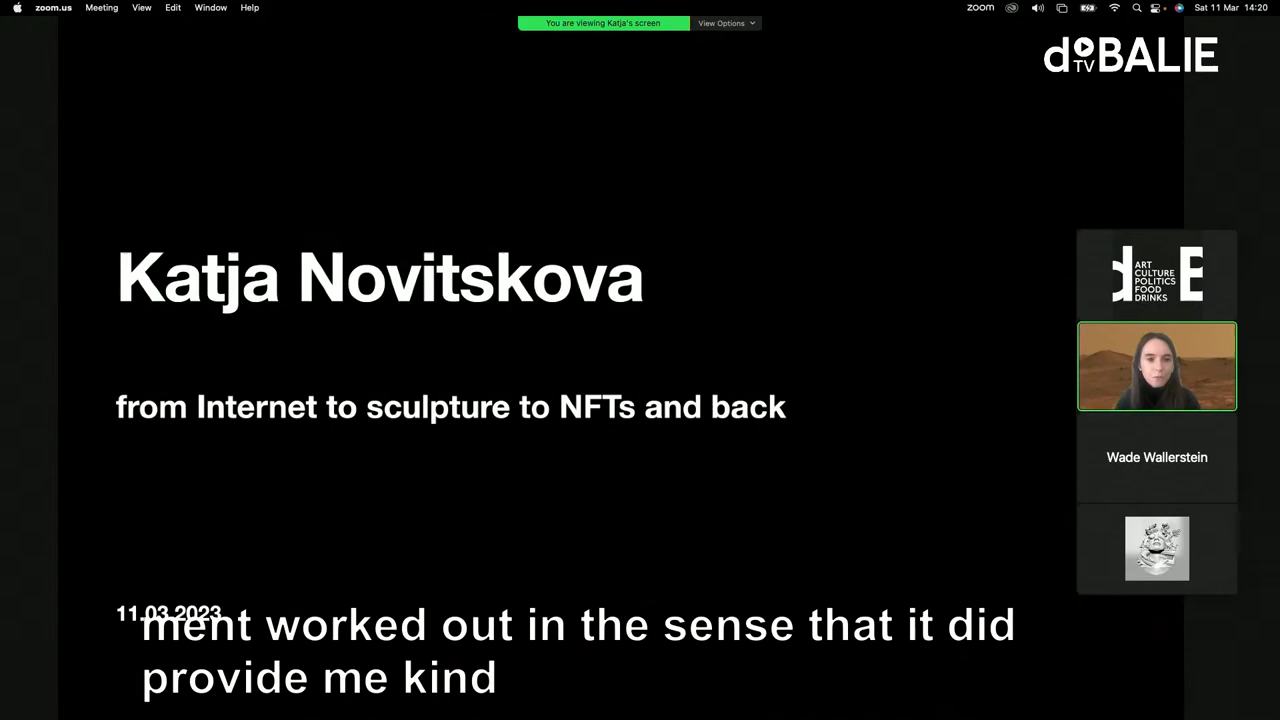 zoom.us Meeting View Edit Window Help zoom Sat 11 Mar 14:20
You are viewing Katja's screen View Options
doTVBALIE
Katja Novitskova
from Internet to sculpture to NFTs and back
d ART CULTURE POLITICS FOOD DRINKS B
Wade Wallerstein
11.03.2023
ment worked out in the sense that it did
provide me kind